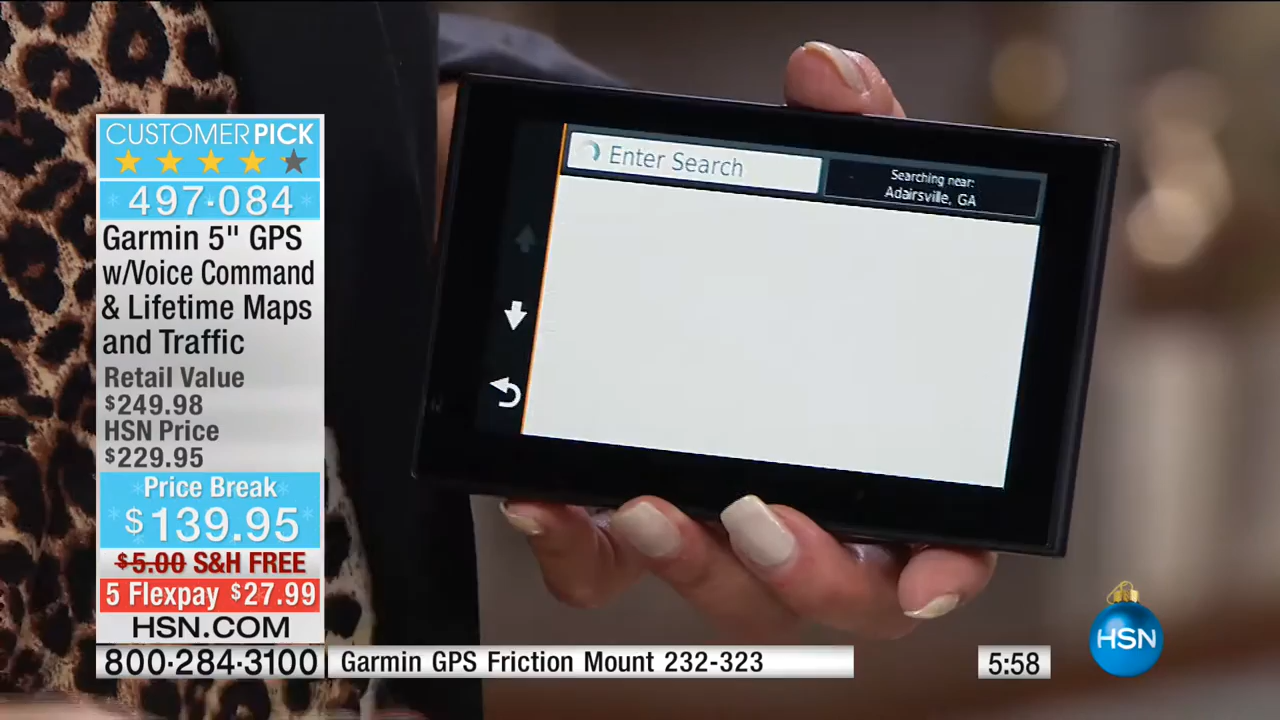 CUSTOMER PICK
497-084
Garmin 5" GPS
w/Voice Command
& Lifetime Maps
and Traffic
Retail Value
$249.98
HSN Price
$229.95
Price Break
$139.95
$5.00 S&H FREE
5 Flexpay $27.99
HSN.COM
800-284-3100
Garmin GPS Friction Mount 232-323
5:58
HSN
Enter Search
Searching near:
Adairsville, GA